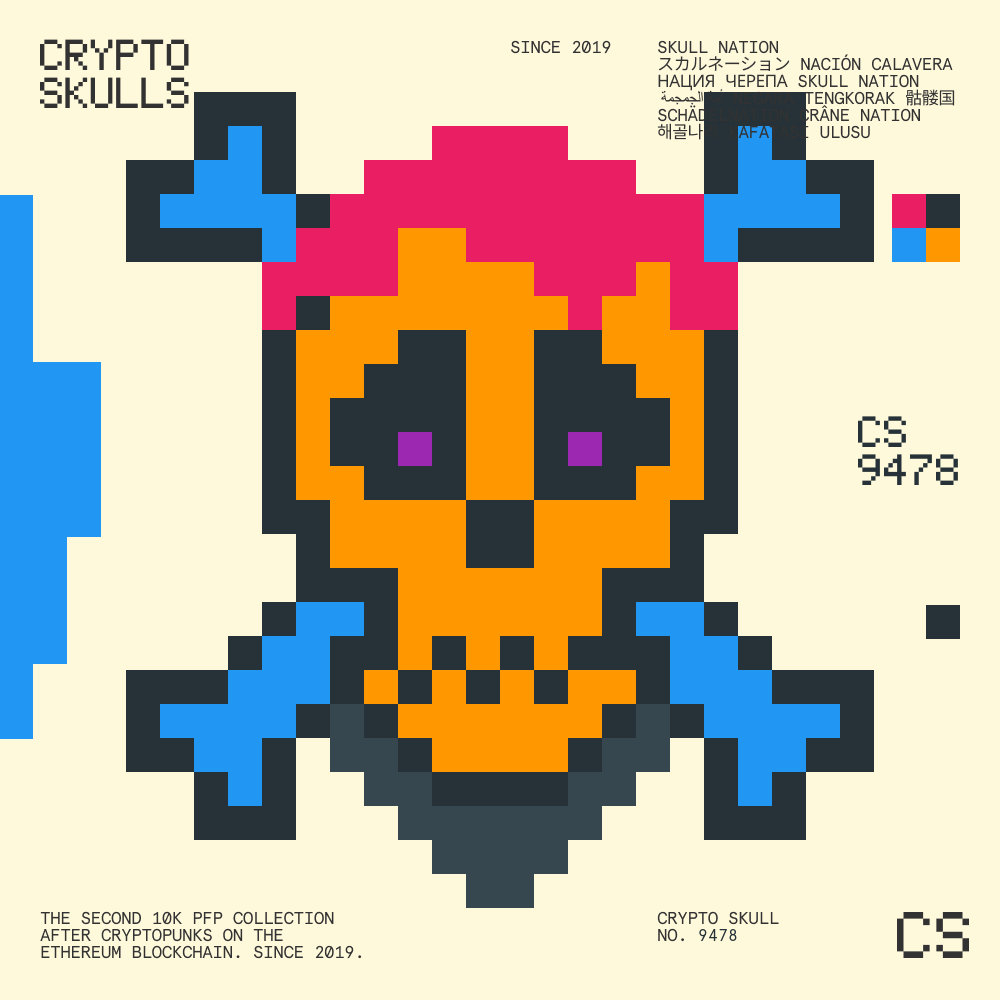 CRYPTO
SKULLS
SINCE 2019
SKULL NATION
スカルネーション NACIÓN CALAVERA
НАЦИЯ ЧЕРЕПА SKULL NATION
الجمجمة TENGKORAK 骷髅国
CRÂNE NATION
ULUSU
CS
9478
THE SECOND 10K PFP COLLECTION
AFTER CRYPTOPUNKS ON THE
ETHEREUM BLOCKCHAIN. SINCE 2019.
CRYPTO SKULL
NO. 9478
CS